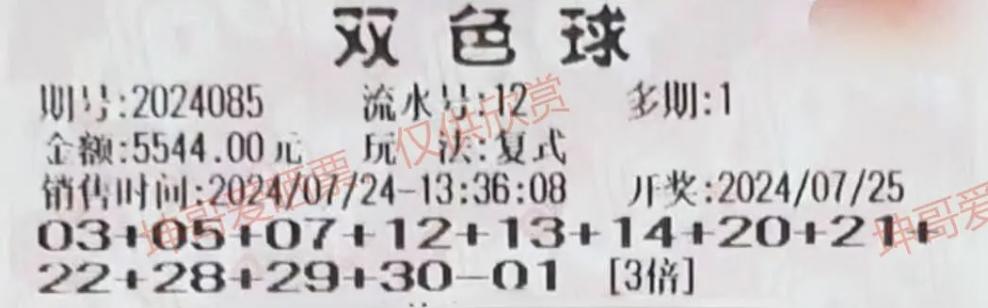 双色球
期号:2024085 流水号:12 多期:1
金额:5544.00元 玩 法:复式
销售时间:2024/07/24-13:36:08 开奖:2024/07/25
03+05+07+12+13+14+20+21+
22+28+29+30-01 [3倍]
坤哥爱晒票 仅供欣赏
坤哥爱